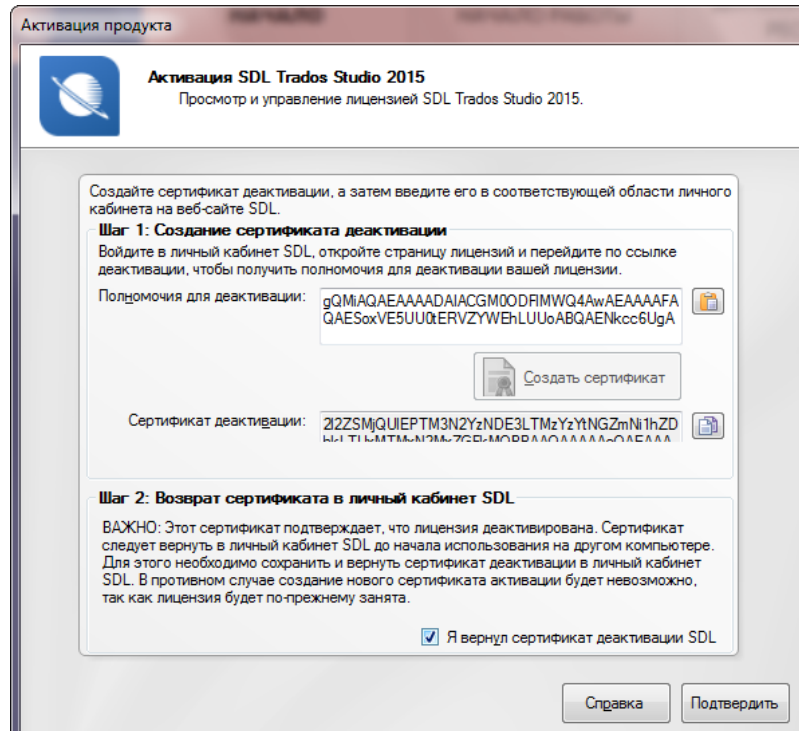 Активация продукта
НАЧАЛО
НАЧАЛО РАБОТЫ
Активация SDL Trados Studio 2015
Просмотр и управление лицензией SDL Trados Studio 2015.
Создайте сертификат деактивации, а затем введите его в соответствующей области личного
кабинета на веб-сайте SDL.
Шаг 1: Создание сертификата деактивации
Войдите в личный кабинет SDL, откройте страницу лицензий и перейдите по ссылке
деактивации, чтобы получить полномочия для деактивации вашей лицензии.
Полномочия для деактивации:
gQMiAQAEAAAADAIACGM0ODFlMWQ4AwAEAAAAFA
QAESoxVE5UU0tERVZYWEhLUUoABQAENkcc6UgA
Создать сертификат
Сертификат деактивации:
2I2ZSMjQUIEPTM3N2YzNDE3LTMzYzYtNGZmNi1hZD
Шаг 2: Возврат сертификата в личный кабинет SDL
ВАЖНО: Этот сертификат подтверждает, что лицензия деактивирована. Сертификат
следует вернуть в личный кабинет SDL до начала использования на другом компьютере.
Для этого необходимо сохранить и вернуть сертификат деактивации в личный кабинет
SDL. В противном случае создание нового сертификата активации будет невозможно,
так как лицензия будет по-прежнему занята.
Я вернул сертификат деактивации SDL
Справка
Подтвердить